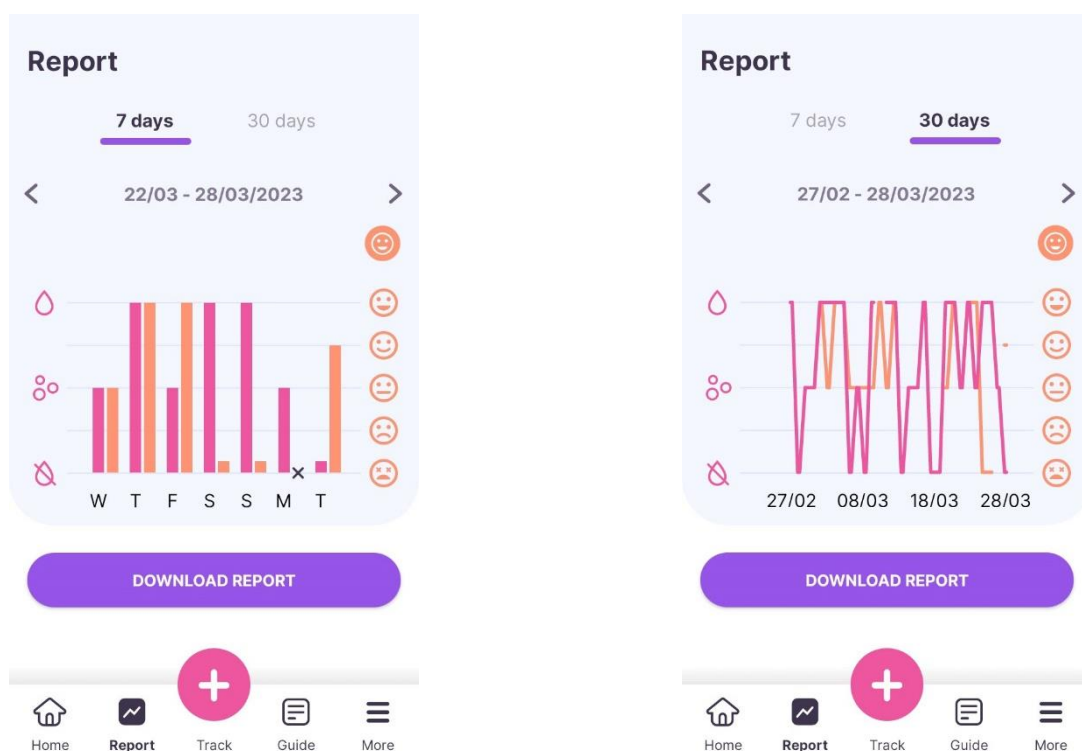 Report
7 days 30 days
22/03 - 28/03/2023
W T F S S M T
DOWNLOAD REPORT
Home Report Track Guide More
Report
7 days 30 days
27/02 - 28/03/2023
27/02 08/03 18/03 28/03
DOWNLOAD REPORT
Home Report Track Guide More